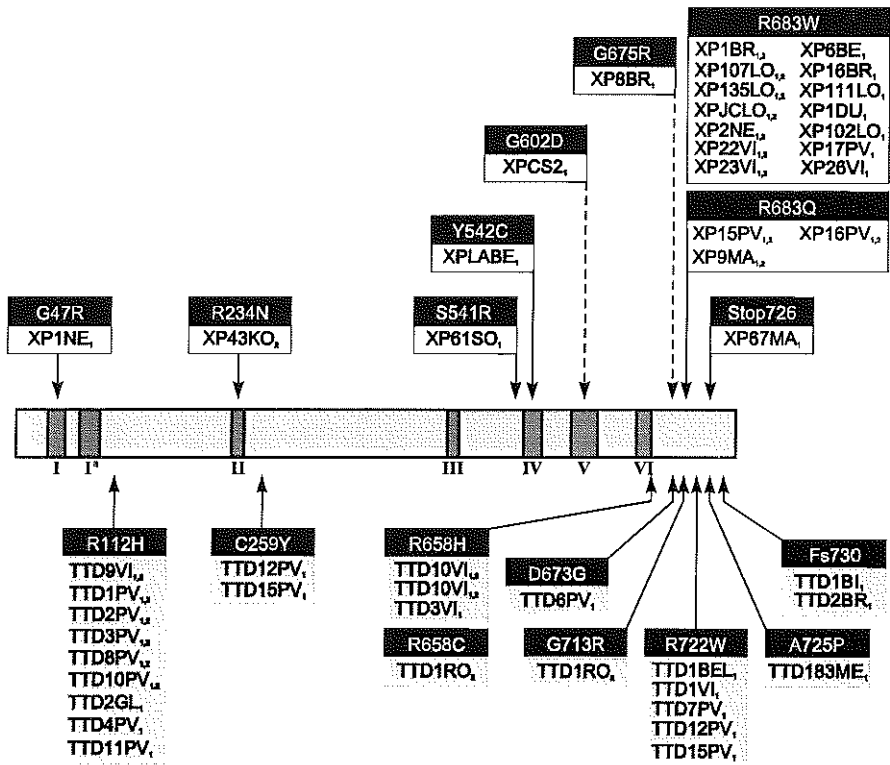 R683W
XP1BR1,2 XP6BE1
XP107LO1,2 XP16BR1
XP135LO1,2 XP111LO1
XPJCLO1,2 XP1DU1
XP2NE1,2 XP102LO1
XP22VI1,2 XP17PV1
XP23VI1,2 XP26VI1
G675R
XP8BR1
G602D
XPCS21
R683Q
XP15PV1,2 XP16PV1,2
XP9MA1,2
Y542C
XPLABE1
G47R
XP1NE1
R234N
XP43KO2
S541R
XP61SO1
Stop726
XP67MA1
I Ia II III IV V VI
R112H
TTD9VI1,2
TTD1PV1,2
TTD2PV1,2
TTD3PV1,2
TTD8PV1,2
TTD10PV1,2
TTD2GL1
TTD4PV1
TTD11PV1
C259Y
TTD12PV1
TTD15PV1
R658H
TTD10VI1,2
TTD10VI1,2
TTD3VI1
R658C
TTD1RO2
D673G
TTD6PV1
G713R
TTD1RO2
R722W
TTD1BEL1
TTD1VI1
TTD7PV1
TTD12PV1
TTD15PV1
A725P
TTD183ME1
Fs730
TTD1BI1
TTD2BR1